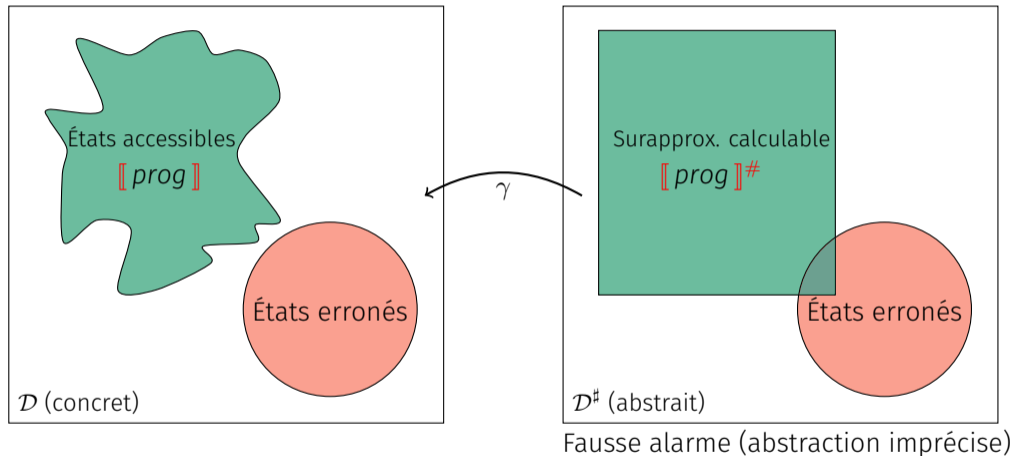 États accessibles
⟦ prog ⟧
États erronés
𝒟 (concret)
γ
Surapprox. calculable
⟦ prog ⟧#
États erronés
𝒟♯ (abstrait)
Fausse alarme (abstraction imprécise)